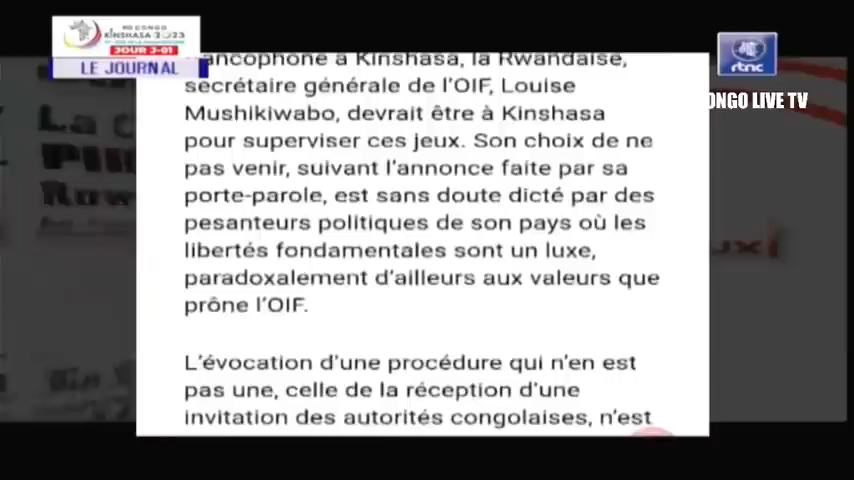 RD CONGO
KINSHASA 2023
JOUR J-01
LE JOURNAL
rtnc
ONGO LIVE TV
rancophone à Kinshasa, la Rwandaise,
secrétaire générale de l'OIF, Louise
Mushikiwabo, devrait être à Kinshasa
pour superviser ces jeux. Son choix de ne
pas venir, suivant l'annonce faite par sa
porte-parole, est sans doute dicté par des
pesanteurs politiques de son pays où les
libertés fondamentales sont un luxe,
paradoxalement d'ailleurs aux valeurs que
prône l'OIF.
L'évocation d'une procédure qui n'en est
pas une, celle de la réception d'une
invitation des autorités congolaises, n'est